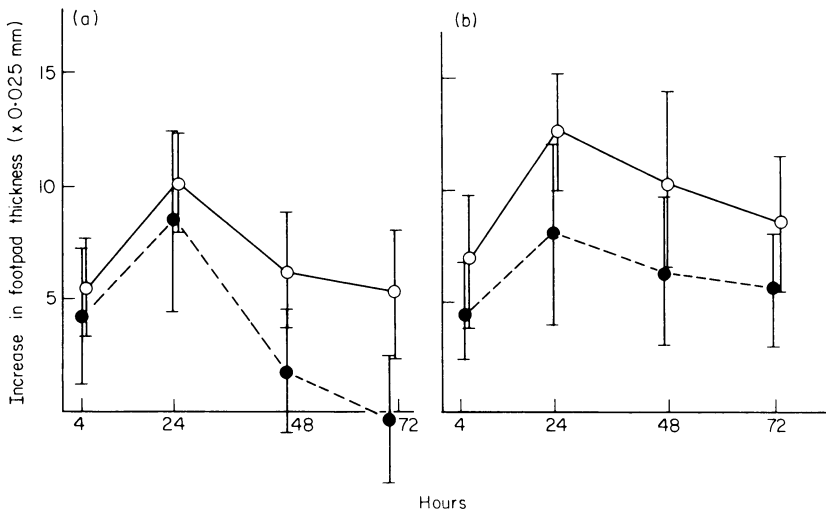 (a)
(b)
Increase in footpad thickness (x 0·025 mm)
15
10
5
4 24 48 72
4 24 48 72
Hours